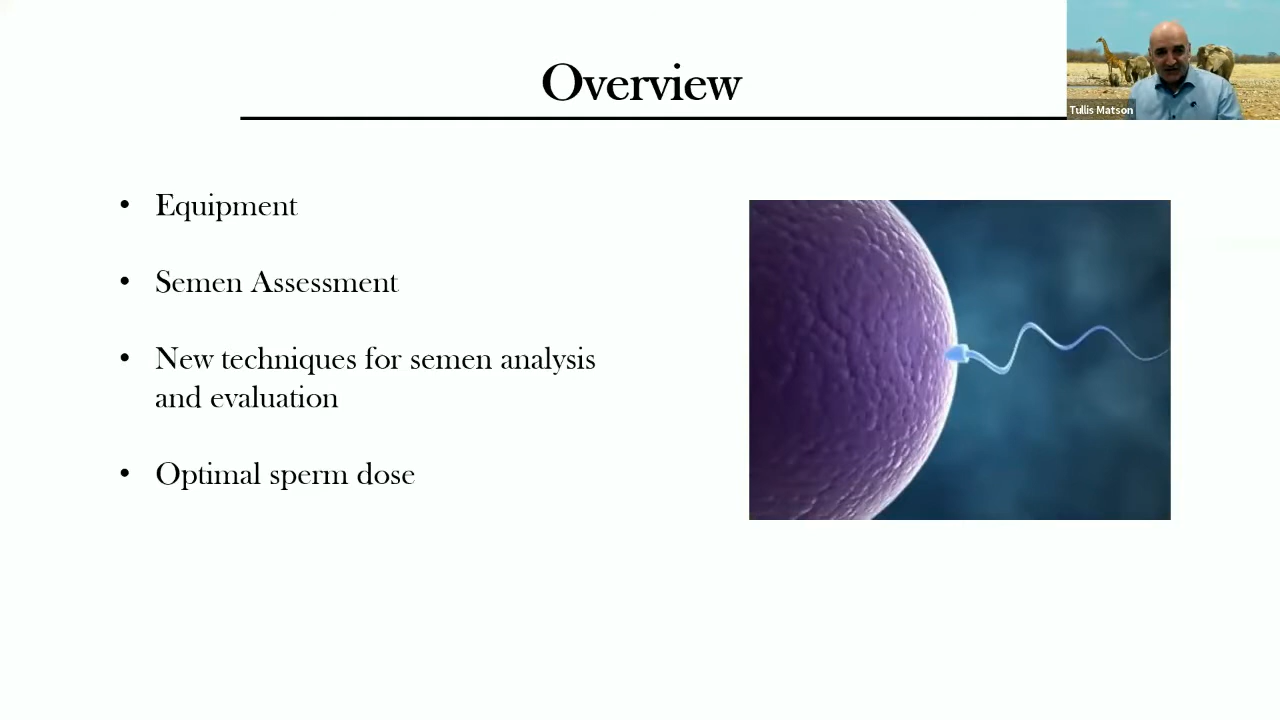 Overview
Tullis Matson
• Equipment
• Semen Assessment
• New techniques for semen analysis
and evaluation
• Optimal sperm dose